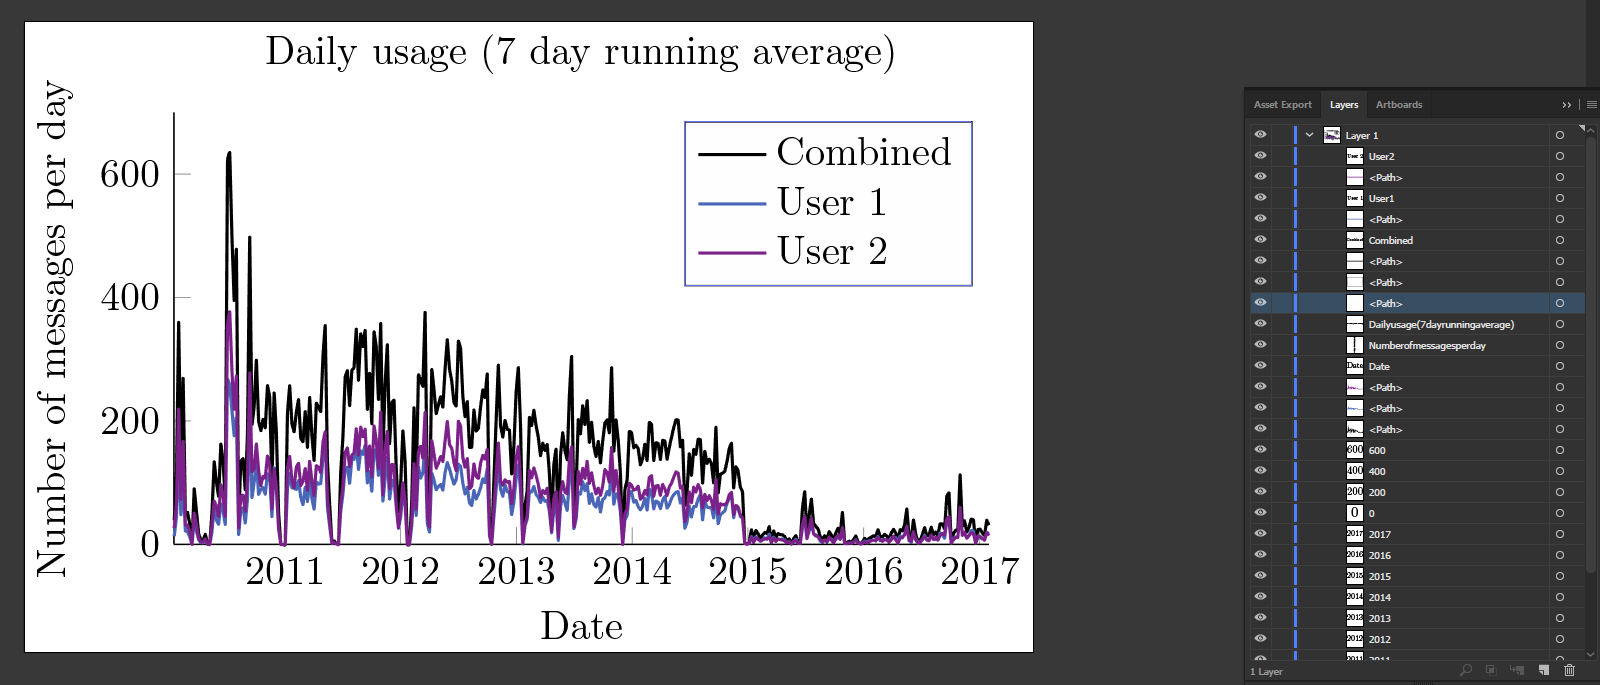 Daily usage (7 day running average)
Number of messages per day
600
400
200
0
Combined
User 1
User 2
2011 2012 2013 2014 2015 2016 2017
Date
Asset Export Layers Artboards
Layer 1
User2
<Path>
User1
<Path>
Combined
<Path>
<Path>
<Path>
Dailyusage(7dayrunningaverage)
Numberofmessagesperday
Date
<Path>
<Path>
<Path>
600
400
200
0
2017
2016
2015
2014
2013
2012
2011
1 Layer